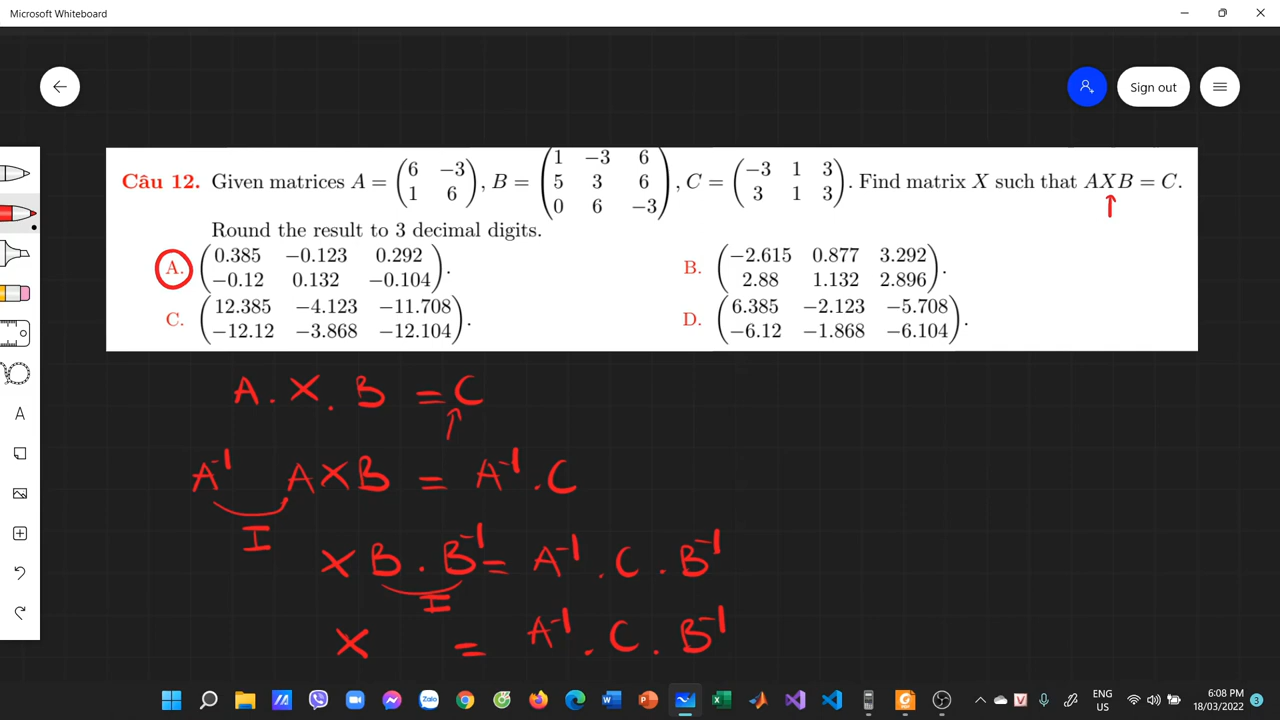 Microsoft Whiteboard
Sign out
Câu 12. Given matrices A = (6 −3 1 6), B = (1 −3 6 5 3 6 0 6 −3), C = (−3 1 3 3 1 3). Find matrix X such that AXB = C.
Round the result to 3 decimal digits.
A. (0.385 −0.123 0.292
−0.12 0.132 −0.104).
B. (−2.615 0.877 3.292
2.88 1.132 2.896).
C. (12.385 −4.123 −11.708
−12.12 −3.868 −12.104).
D. (6.385 −2.123 −5.708
−6.12 −1.868 −6.104).
A . X . B = C
A⁻¹ A X B = A⁻¹ . C
I
X B . B⁻¹ = A⁻¹ . C . B⁻¹
I
X = A⁻¹ . C . B⁻¹
A
Zalo
V
ENG
US
6:08 PM
18/03/2022
3